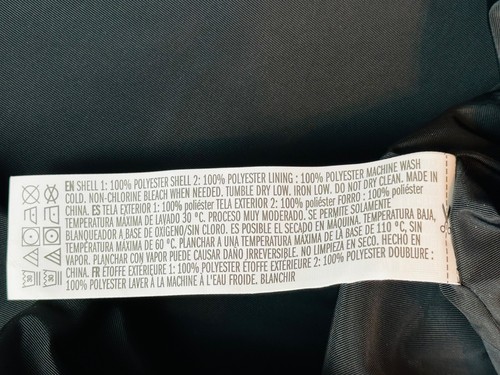 EN SHELL 1: 100% POLYESTER SHELL 2: 100% POLYESTER LINING : 100% POLYESTER MACHINE WASH
COLD. NON-CHLORINE BLEACH WHEN NEEDED. TUMBLE DRY LOW. IRON LOW. DO NOT DRY CLEAN. MADE IN
CHINA. ES TELA EXTERIOR 1: 100% poliéster TELA EXTERIOR 2: 100% poliéster FORRO : 100% poliéster
TEMPERATURA MÁXIMA DE LAVADO 30 °C. PROCESO MUY MODERADO. SE PERMITE SOLAMENTE
BLANQUEADOR A BASE DE OXÍGENO/SIN CLORO. ES POSIBLE EL SECADO EN MAQUINA. TEMPERATURA BAJA,
TEMPERATURA MÁXIMA DE 60 °C. PLANCHAR A UNA TEMPERATURA MÁXIMA DE LA BASE DE 110 °C, SIN
VAPOR. PLANCHAR CON VAPOR PUEDE CAUSAR DAÑO IRREVERSIBLE. NO LIMPIEZA EN SECO. HECHO EN
CHINA. FR ÉTOFFE EXTÉRIEURE 1: 100% POLYESTER ÉTOFFE EXTÉRIEURE 2: 100% POLYESTER DOUBLURE :
100% POLYESTER LAVER À LA MACHINE À L'EAU FROIDE. BLANCHIR